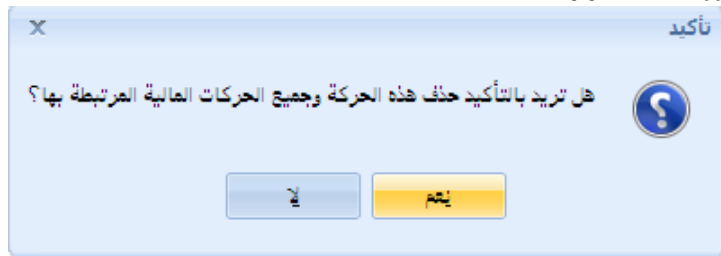 تأكيد
هل تريد بالتأكيد حذف هذه الحركة وجميع الحركات المالية المرتبطة بها؟
نعم
لا